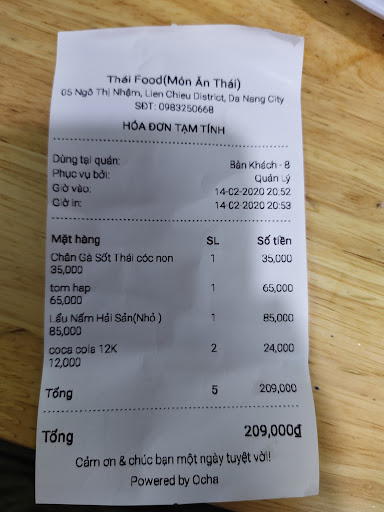 Thái Food(Món Ăn Thái)
05 Ngô Thị Nhậm, Lien Chieu District, Da Nang City
SĐT: 0983250668
HÓA ĐƠN TẠM TÍNH
Dùng tại quán: Bàn Khách - 8
Phục vụ bởi: Quản Lý
Giờ vào: 14-02-2020 20:52
Giờ in: 14-02-2020 20:53
Mặt hàng SL Số tiền
Chân Gà Sốt Thái cóc non 1 35,000
35,000
tom hap 1 65,000
65,000
Lẩu Nấm Hải Sản(Nhỏ ) 1 85,000
85,000
coca cola 12K 2 24,000
12,000
Tổng 5 209,000
Tổng 209,000₫
Cảm ơn & chúc bạn một ngày tuyệt vời!
Powered by Ocha